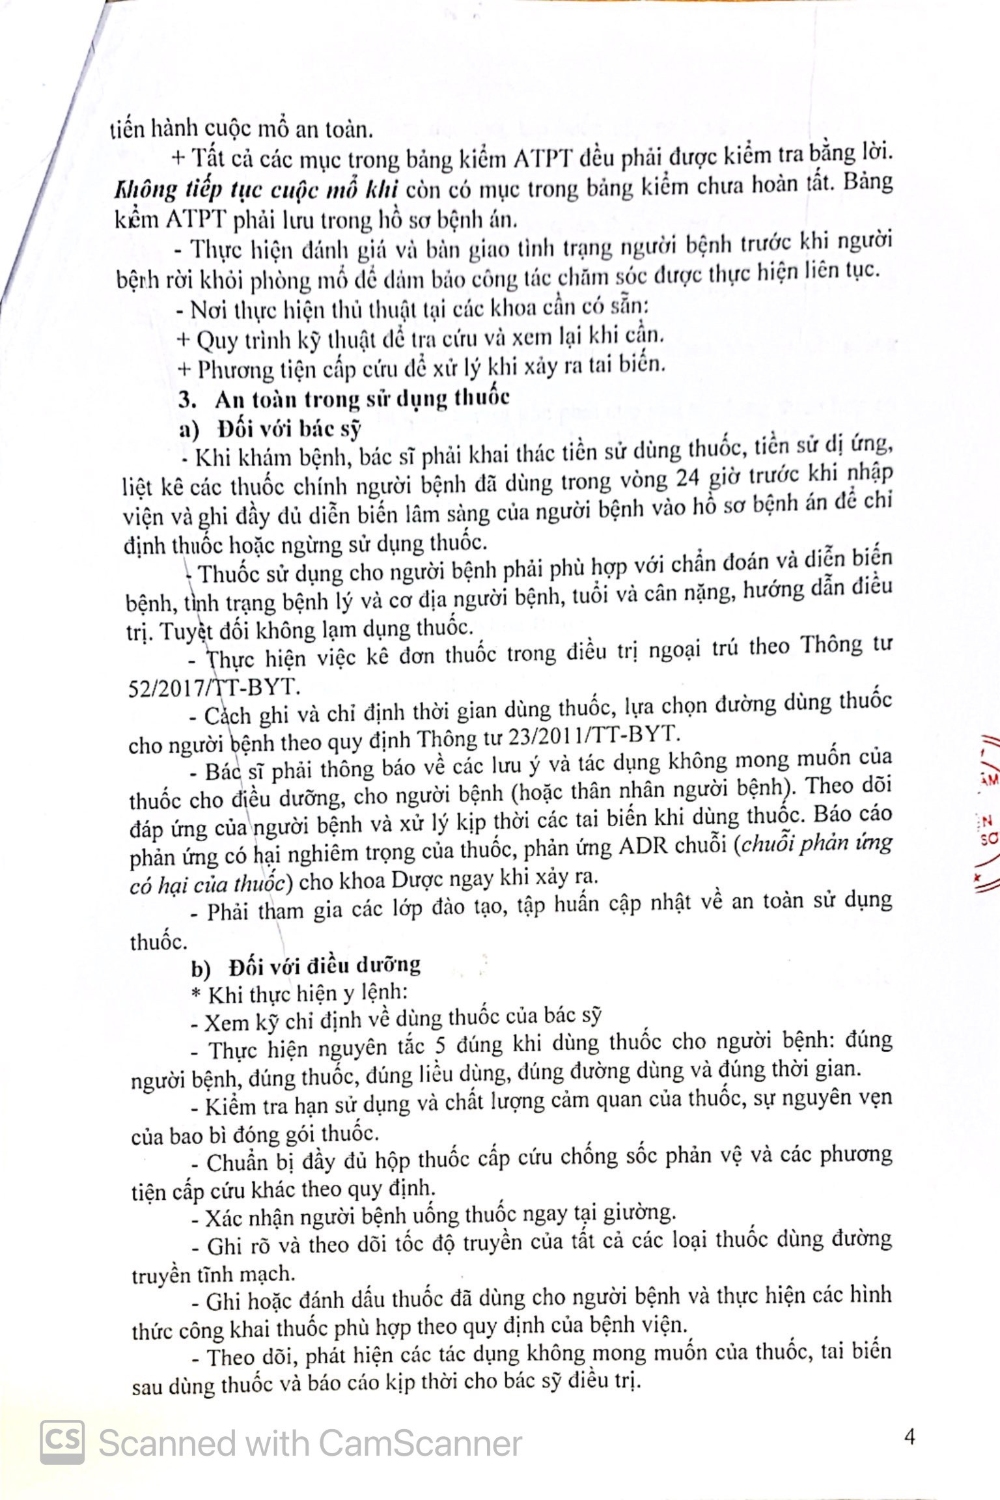 tiến hành cuộc mổ an toàn.
+ Tất cả các mục trong bảng kiểm ATPT đều phải được kiểm tra bằng lời.
Không tiếp tục cuộc mổ khi còn có mục trong bảng kiểm chưa hoàn tất. Bảng
kiểm ATPT phải lưu trong hồ sơ bệnh án.
- Thực hiện đánh giá và bàn giao tình trạng người bệnh trước khi người
bệnh rời khỏi phòng mổ để đảm bảo công tác chăm sóc được thực hiện liên tục.
- Nơi thực hiện thủ thuật tại các khoa cần có sẵn:
+ Quy trình kỹ thuật để tra cứu và xem lại khi cần.
+ Phương tiện cấp cứu để xử lý khi xảy ra tai biến.
3. An toàn trong sử dụng thuốc
a) Đối với bác sỹ
- Khi khám bệnh, bác sĩ phải khai thác tiền sử dùng thuốc, tiền sử dị ứng,
liệt kê các thuốc chính người bệnh đã dùng trong vòng 24 giờ trước khi nhập
viện và ghi đầy đủ diễn biến lâm sàng của người bệnh vào hồ sơ bệnh án để chỉ
định thuốc hoặc ngừng sử dụng thuốc.
- Thuốc sử dụng cho người bệnh phải phù hợp với chẩn đoán và diễn biến
bệnh, tình trạng bệnh lý và cơ địa người bệnh, tuổi và cân nặng, hướng dẫn điều
trị. Tuyệt đối không lạm dụng thuốc.
- Thực hiện việc kê đơn thuốc trong điều trị ngoại trú theo Thông tư
52/2017/TT-BYT.
- Cách ghi và chỉ định thời gian dùng thuốc, lựa chọn đường dùng thuốc
cho người bệnh theo quy định Thông tư 23/2011/TT-BYT.
- Bác sĩ phải thông báo về các lưu ý và tác dụng không mong muốn của
thuốc cho điều dưỡng, cho người bệnh (hoặc thân nhân người bệnh). Theo dõi
đáp ứng của người bệnh và xử lý kịp thời các tai biến khi dùng thuốc. Báo cáo
phản ứng có hại nghiêm trọng của thuốc, phản ứng ADR chuỗi (chuỗi phản ứng
có hại của thuốc) cho khoa Dược ngay khi xảy ra.
- Phải tham gia các lớp đào tạo, tập huấn cập nhật về an toàn sử dụng
thuốc.
b) Đối với điều dưỡng
* Khi thực hiện y lệnh:
- Xem kỹ chỉ định về dùng thuốc của bác sỹ
- Thực hiện nguyên tắc 5 đúng khi dùng thuốc cho người bệnh: đúng
người bệnh, đúng thuốc, đúng liều dùng, đúng đường dùng và đúng thời gian.
- Kiểm tra hạn sử dụng và chất lượng cảm quan của thuốc, sự nguyên vẹn
của bao bì đóng gói thuốc.
- Chuẩn bị đầy đủ hộp thuốc cấp cứu chống sốc phản vệ và các phương
tiện cấp cứu khác theo quy định.
- Xác nhận người bệnh uống thuốc ngay tại giường.
- Ghi rõ và theo dõi tốc độ truyền của tất cả các loại thuốc dùng đường
truyền tĩnh mạch.
- Ghi hoặc đánh dấu thuốc đã dùng cho người bệnh và thực hiện các hình
thức công khai thuốc phù hợp theo quy định của bệnh viện.
- Theo dõi, phát hiện các tác dụng không mong muốn của thuốc, tai biến
sau dùng thuốc và báo cáo kịp thời cho bác sỹ điều trị.
4
CS Scanned with CamScanner